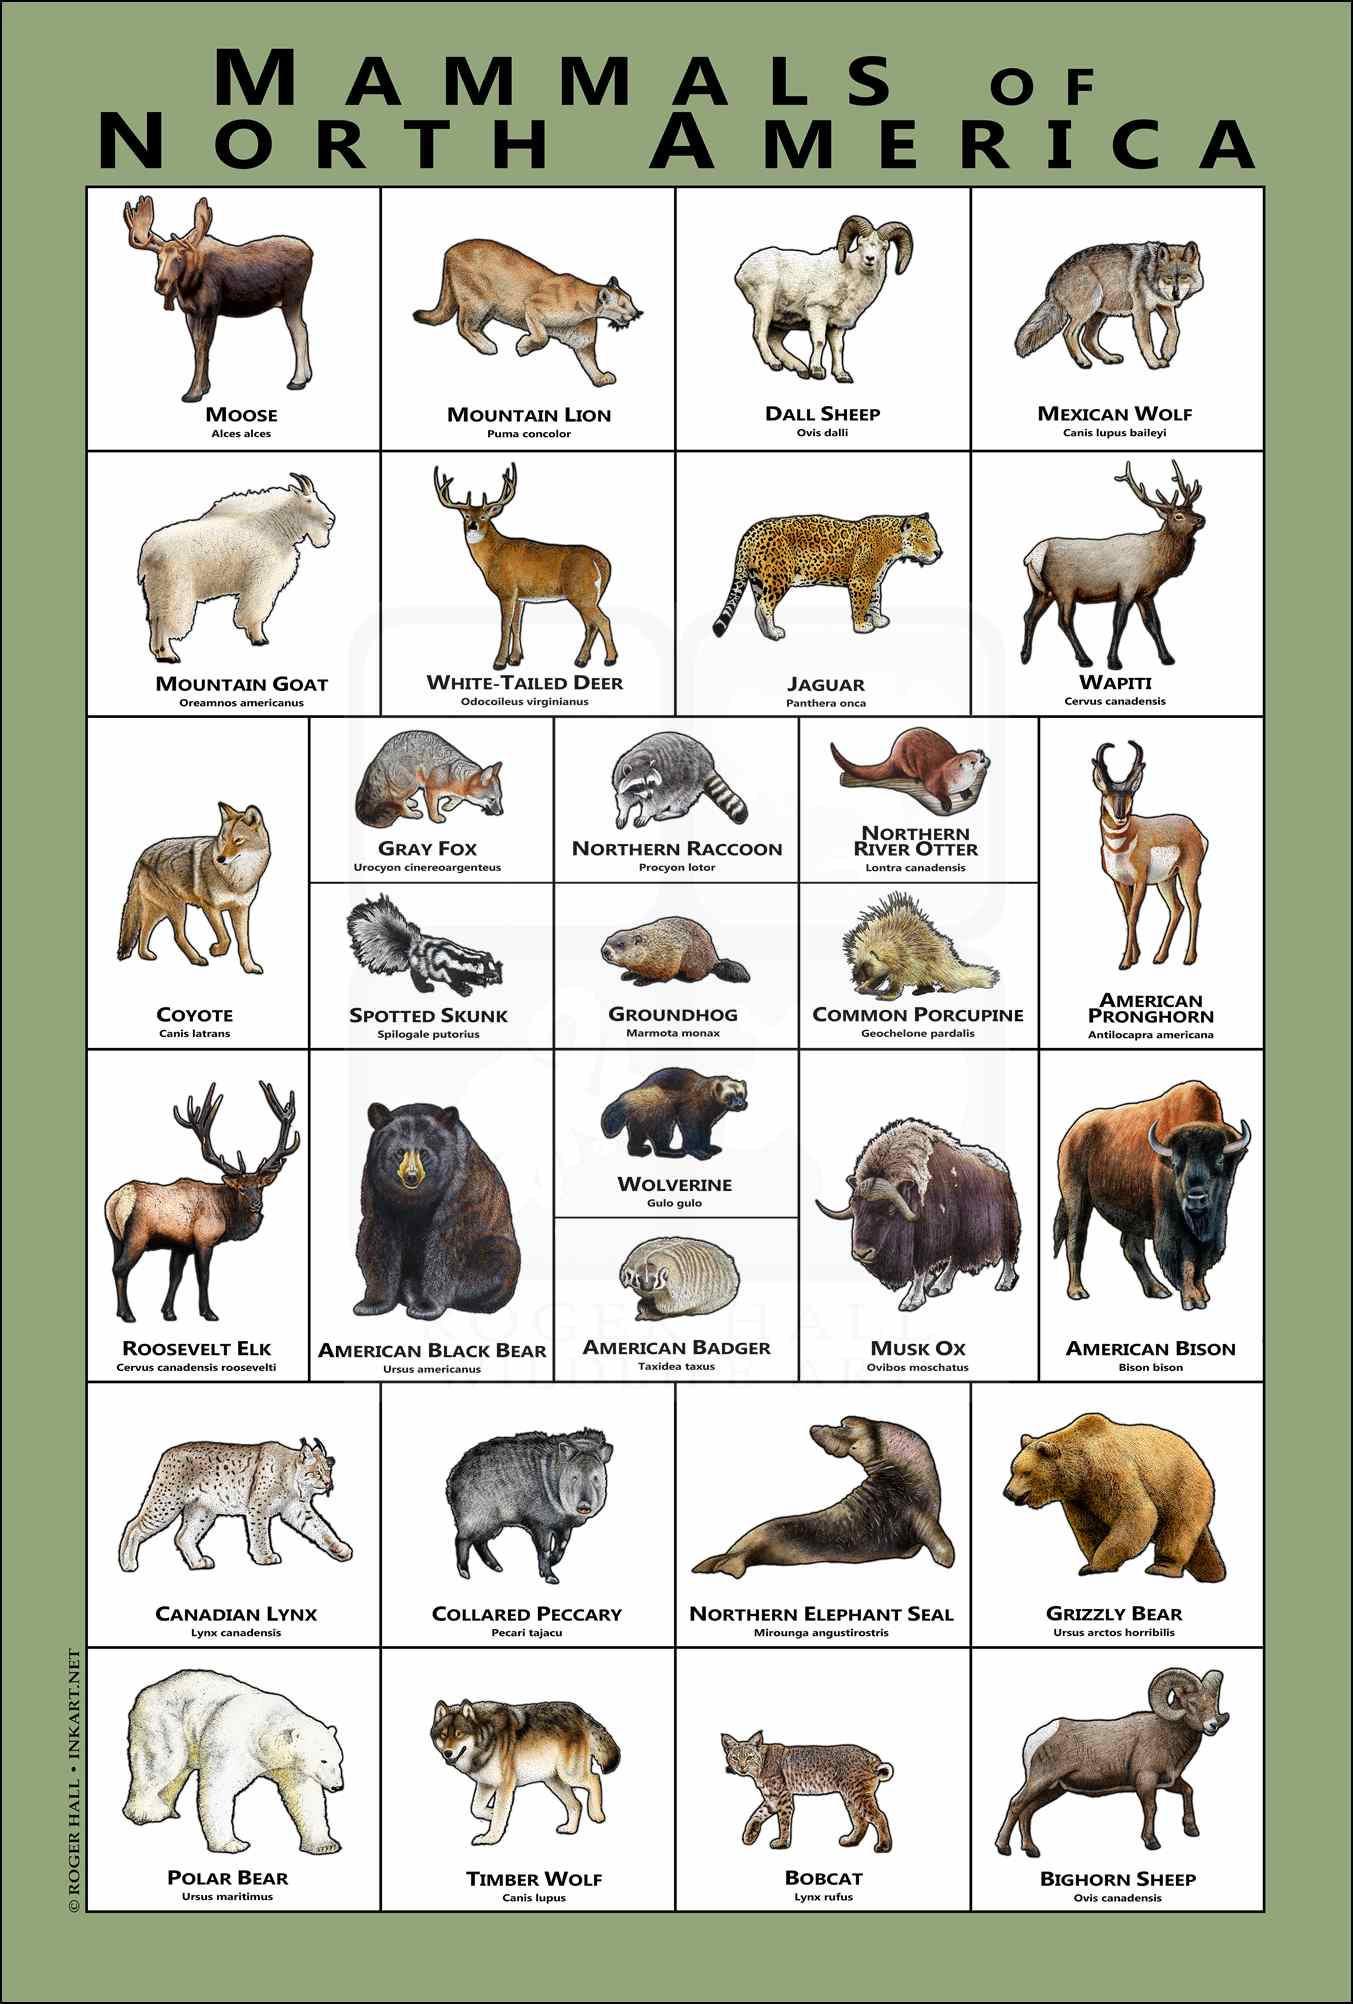 MAMMALS OF
NORTH AMERICA
MOOSE
Alces alces
MOUNTAIN LION
Puma concolor
DALL SHEEP
Ovis dalli
MEXICAN WOLF
Canis lupus baileyi
MOUNTAIN GOAT
Oreamnos americanus
WHITE-TAILED DEER
Odocoileus virginianus
JAGUAR
Panthera onca
WAPITI
Cervus canadensis
COYOTE
Canis latrans
GRAY FOX
Urocyon cinereoargenteus
NORTHERN RACCOON
Procyon lotor
NORTHERN
RIVER OTTER
Lontra canadensis
SPOTTED SKUNK
Spilogale putorius
GROUNDHOG
Marmota monax
COMMON PORCUPINE
Geochelone pardalis
AMERICAN
PRONGHORN
Antilocapra americana
ROOSEVELT ELK
Cervus canadensis roosevelti
AMERICAN BLACK BEAR
Ursus americanus
WOLVERINE
Gulo gulo
AMERICAN BADGER
Taxidea taxus
MUSK OX
Ovibos moschatus
AMERICAN BISON
Bison bison
ROGER HALL
WILDLIFE ART
CANADIAN LYNX
Lynx canadensis
COLLARED PECCARY
Pecari tajacu
NORTHERN ELEPHANT SEAL
Mirounga angustirostris
GRIZZLY BEAR
Ursus arctos horribilis
POLAR BEAR
Ursus maritimus
TIMBER WOLF
Canis lupus
BOBCAT
Lynx rufus
BIGHORN SHEEP
Ovis canadensis
© ROGER HALL • INKART.NET